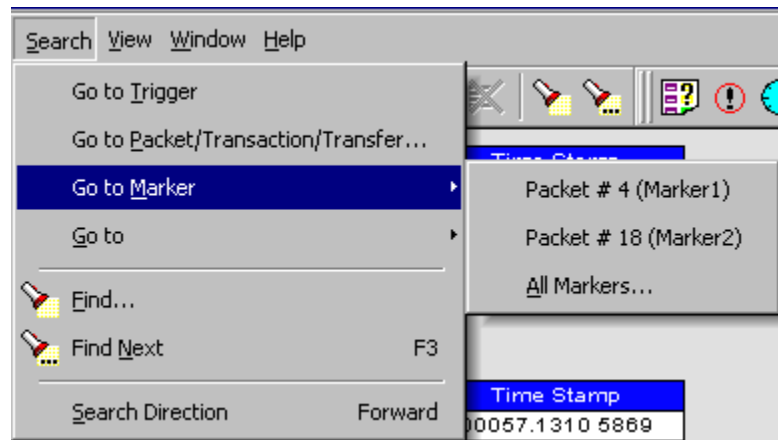 Search View Window Help
Go to Trigger
Go to Packet/Transaction/Transfer...
Go to Marker
Go to
Find...
Find Next F3
Search Direction Forward
Time Stamp
Packet # 4 (Marker1)
Packet # 18 (Marker2)
All Markers...
Time Stamp
00057.1310 5869